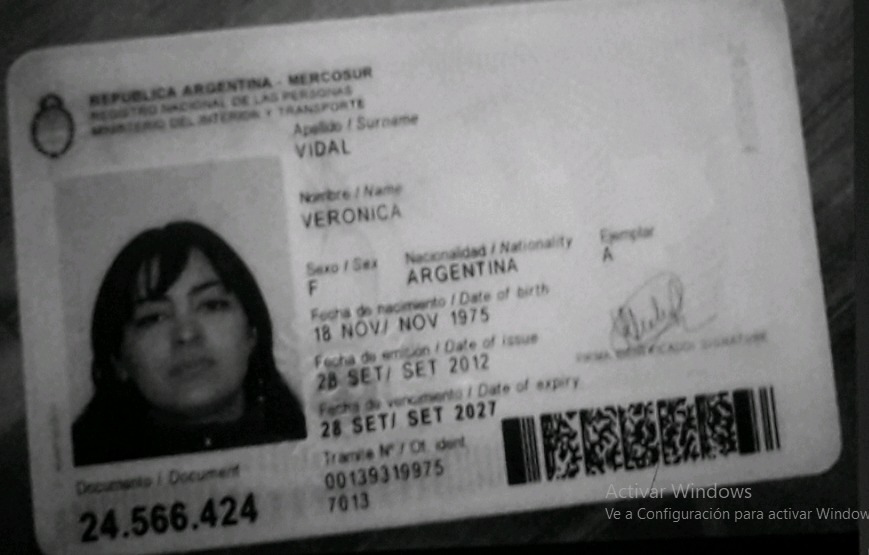 REPUBLICA ARGENTINA - MERCOSUR
REGISTRO NACIONAL DE LAS PERSONAS
MINISTERIO DEL INTERIOR Y TRANSPORTE
Apellido / Surname
VIDAL
Nombre / Name
VERONICA
Sexo / Sex Nacionalidad / Nationality Ejemplar
F ARGENTINA A
Fecha de nacimiento / Date of birth
18 NOV/ NOV 1975
Fecha de emisión / Date of issue
28 SET/ SET 2012
FIRMA IDENTIFICADO/ SIGNATURE
Fecha de vencimiento / Date of expiry
28 SET/ SET 2027
Tramite Nº / Of. ident.
00139319975
7013
Documento / Document
24.566.424
Activar Windows
Ve a Configuración para activar Window